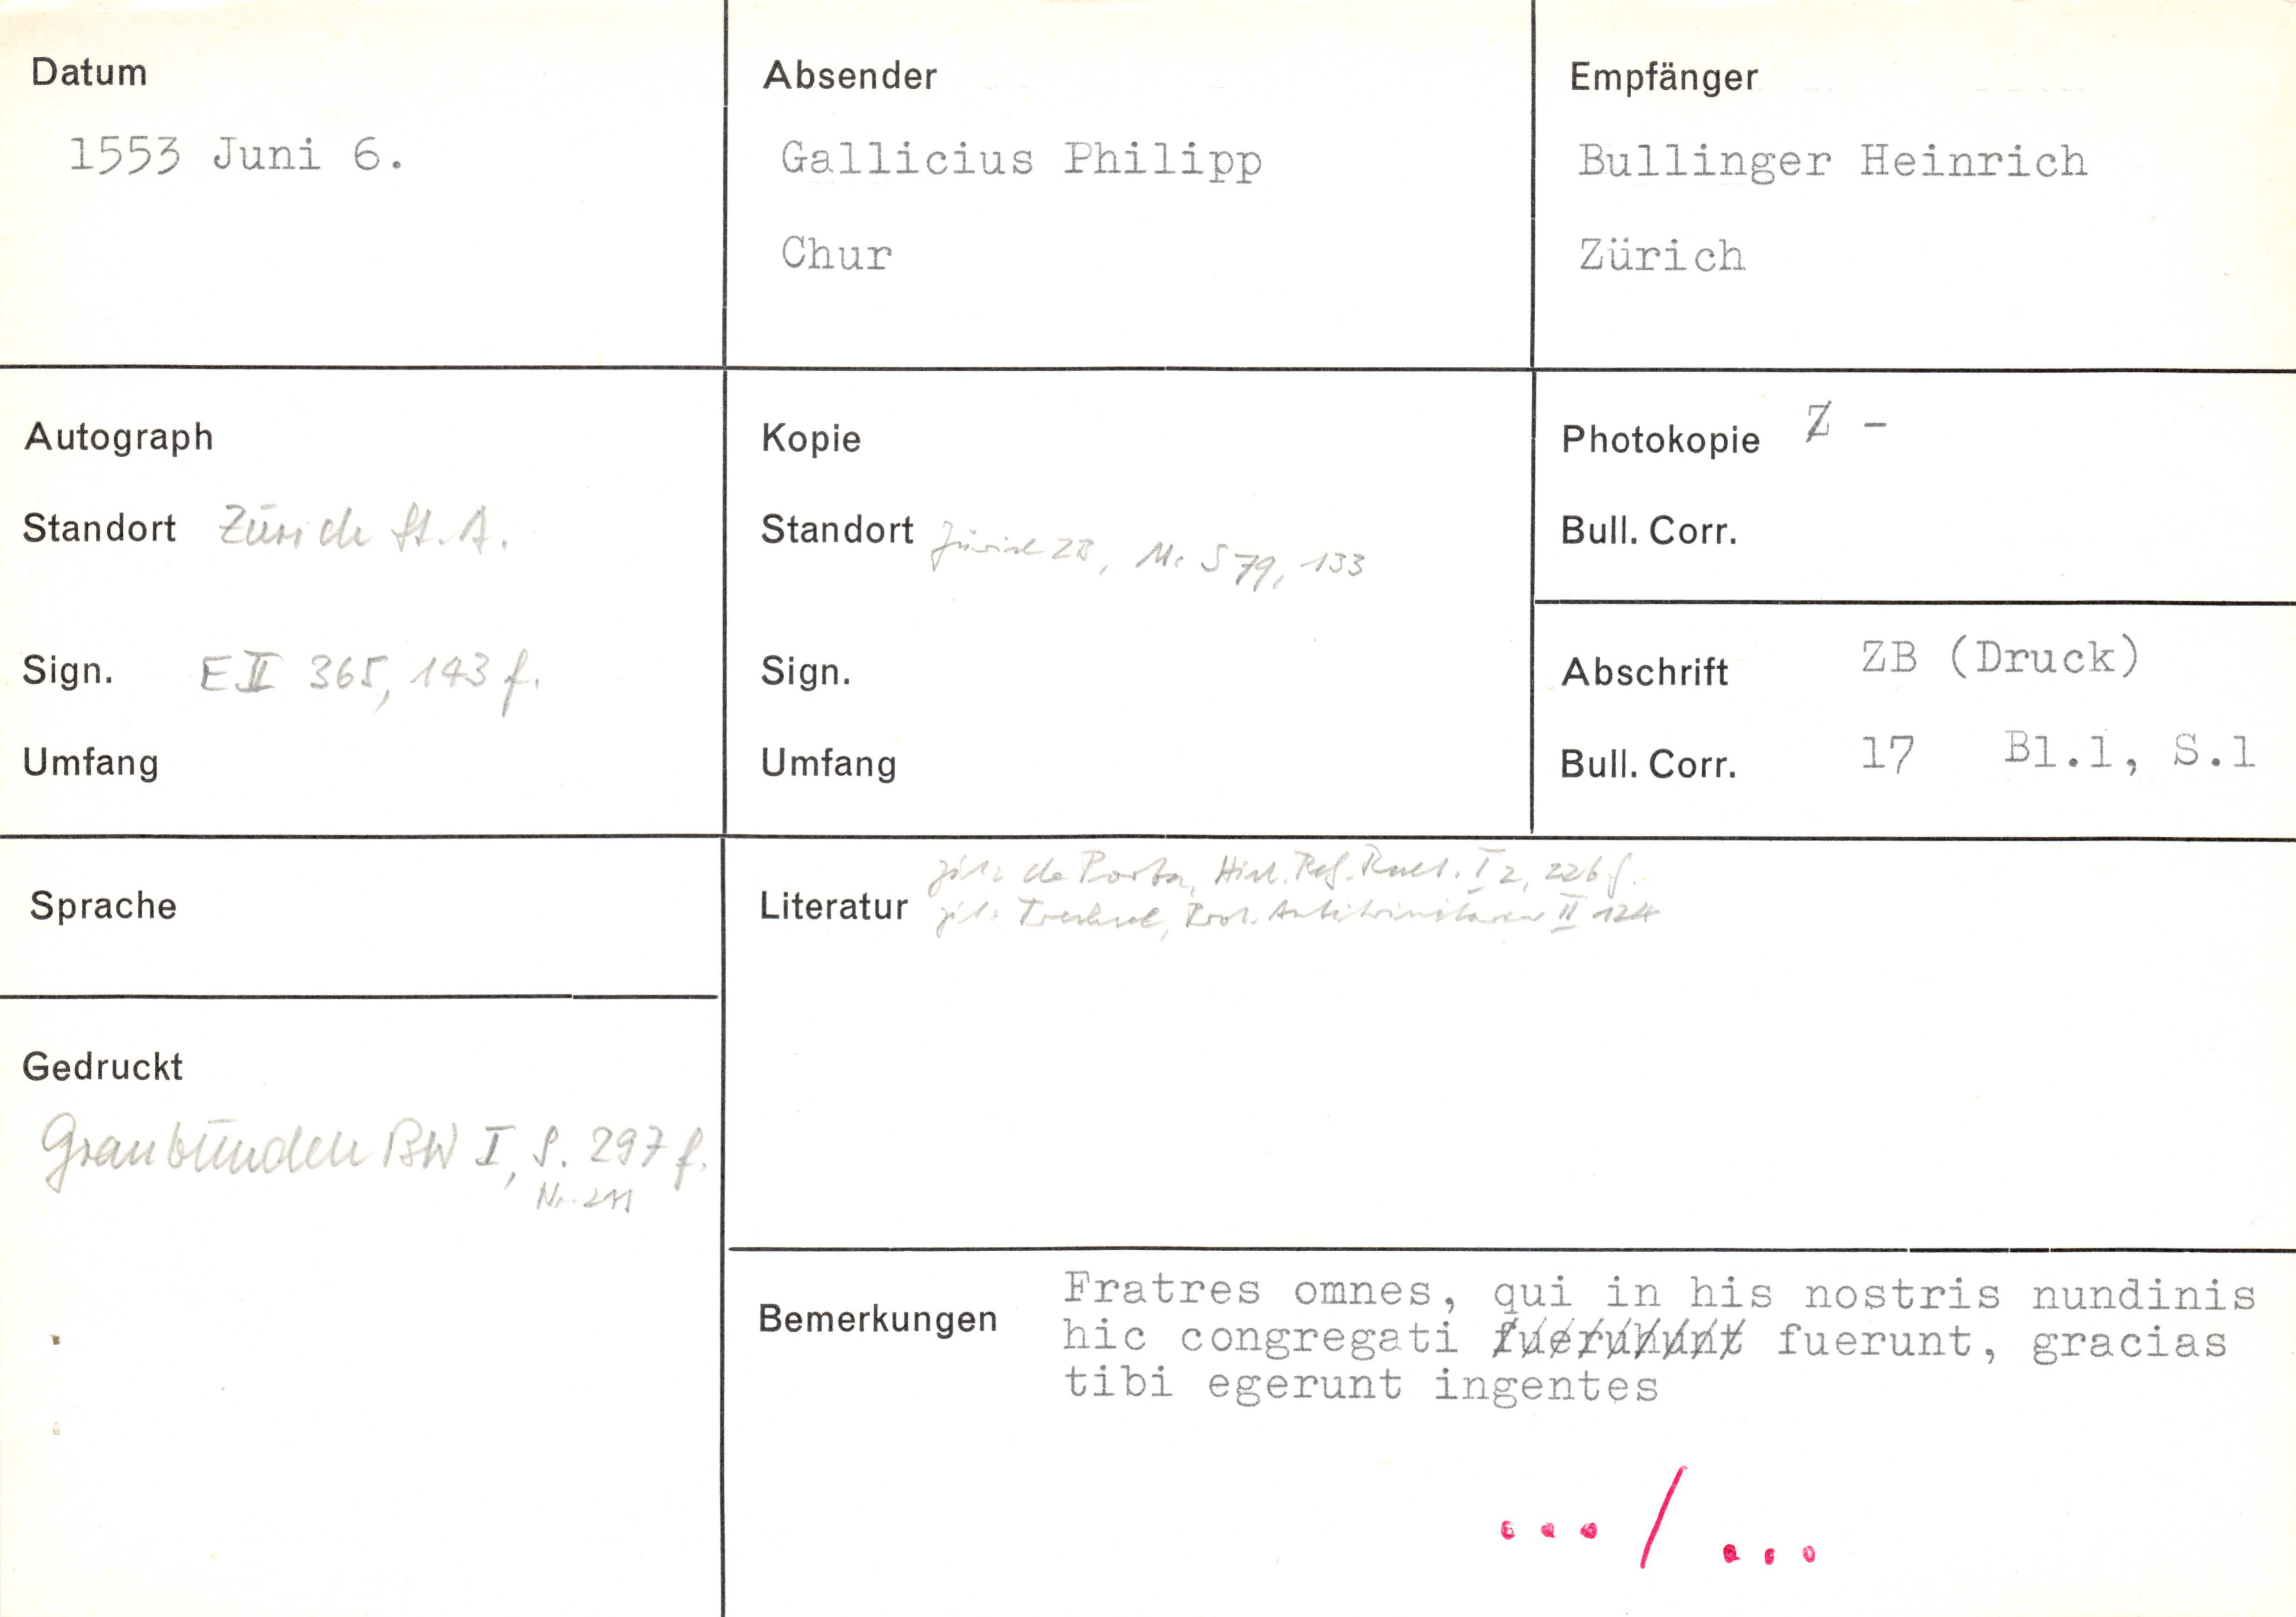 Datum
1553 Juni 6.
Absender
Gallicius Philipp
Chur
Empfänger
Bullinger Heinrich
Zürich
Autograph
Standort Zürich St.A.
Sign. E II 365, 143 f.
Umfang
Kopie
Standort Zürich ZB, Ms S 79, 133
Sign.
Umfang
Photokopie Z -
Bull. Corr.
Abschrift ZB (Druck)
Bull. Corr. 17 Bl.1, S.1
Sprache
Gedruckt
Graubünden BW I, S. 297 f.
Nr. 211
Literatur
zit: de Porta, Hist. Ref. Raet. I 2, 226 f.
zit: Trechsel, Prot. Antitrinitarier II 124
Bemerkungen
Fratres omnes, qui in his nostris nundinis
hic congregati fuerunt, gracias
tibi egerunt ingentes
... / ...